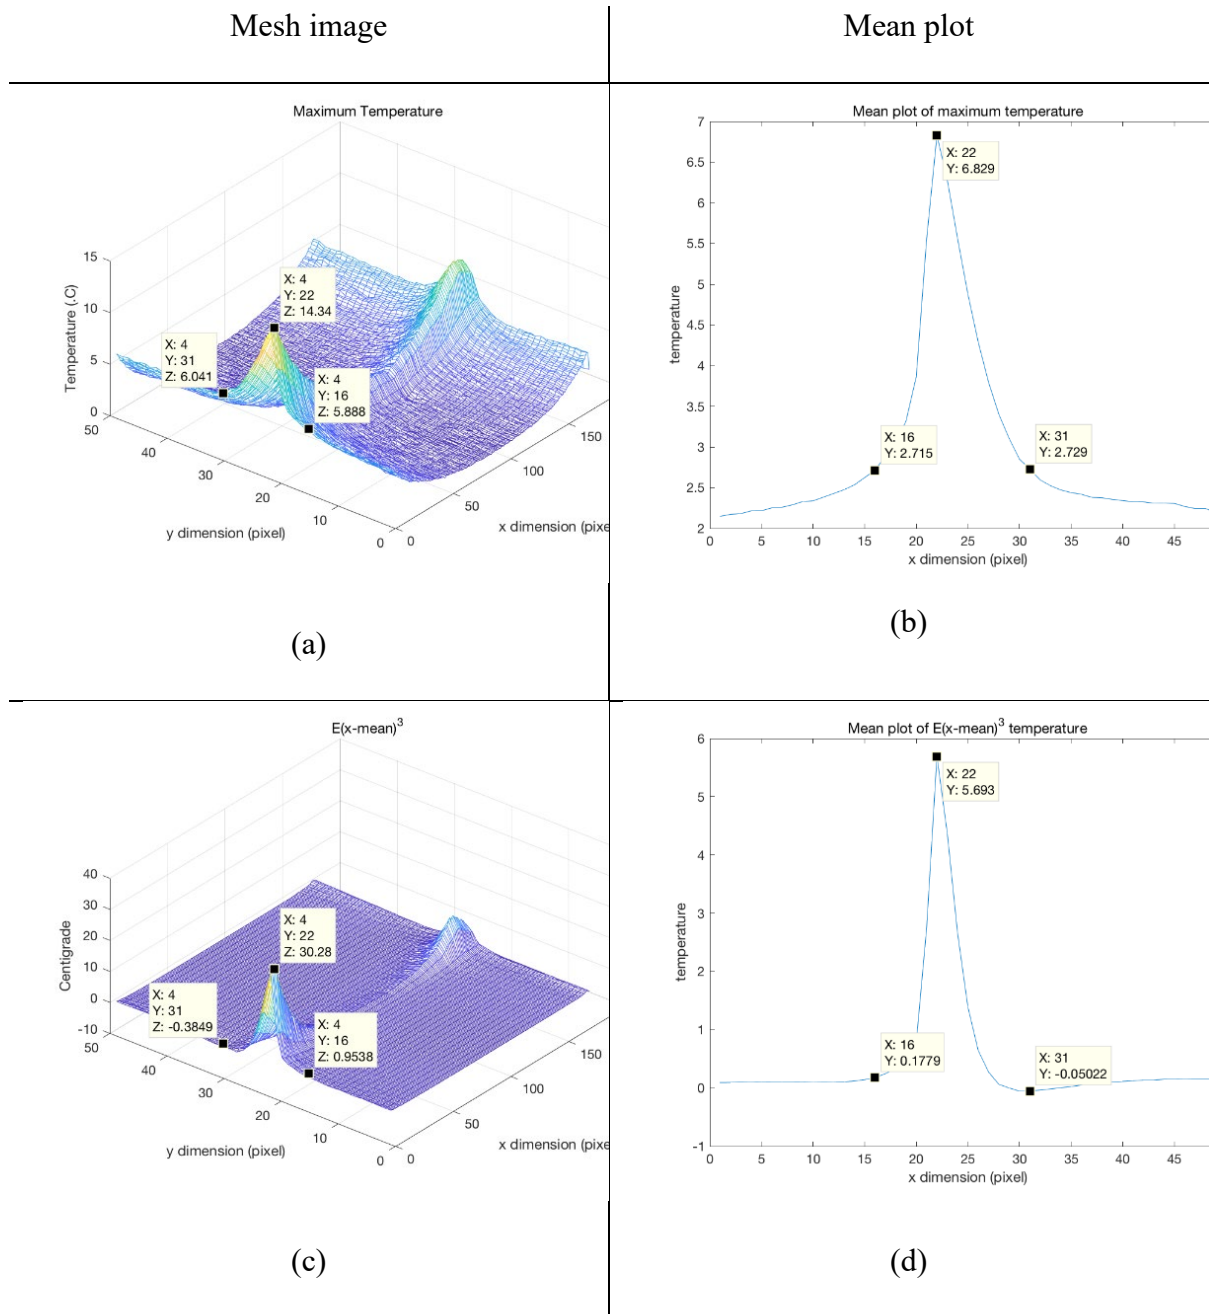 Mesh image
Mean plot
Maximum Temperature
15
10
5
0
Temperature (.C)
X: 4
Y: 22
Z: 14.34
X: 4
Y: 31
Z: 6.041
X: 4
Y: 16
Z: 5.888
50
40
30
20
10
0
y dimension (pixel)
0
50
100
150
x dimension (pixe
(a)
Mean plot of maximum temperature
7
6.5
6
5.5
5
4.5
4
3.5
3
2.5
2
temperature
X: 22
Y: 6.829
X: 16
Y: 2.715
X: 31
Y: 2.729
0 5 10 15 20 25 30 35 40 45
x dimension (pixel)
(b)
E(x-mean)³
40
30
20
10
0
-10
Centigrade
X: 4
Y: 22
Z: 30.28
X: 4
Y: 31
Z: -0.3849
X: 4
Y: 16
Z: 0.9538
50
40
30
20
10
0
y dimension (pixel)
0
50
100
150
x dimension (pixe
(c)
Mean plot of E(x-mean)³ temperature
6
5
4
3
2
1
0
-1
temperature
X: 22
Y: 5.693
X: 16
Y: 0.1779
X: 31
Y: -0.05022
0 5 10 15 20 25 30 35 40 45
x dimension (pixel)
(d)